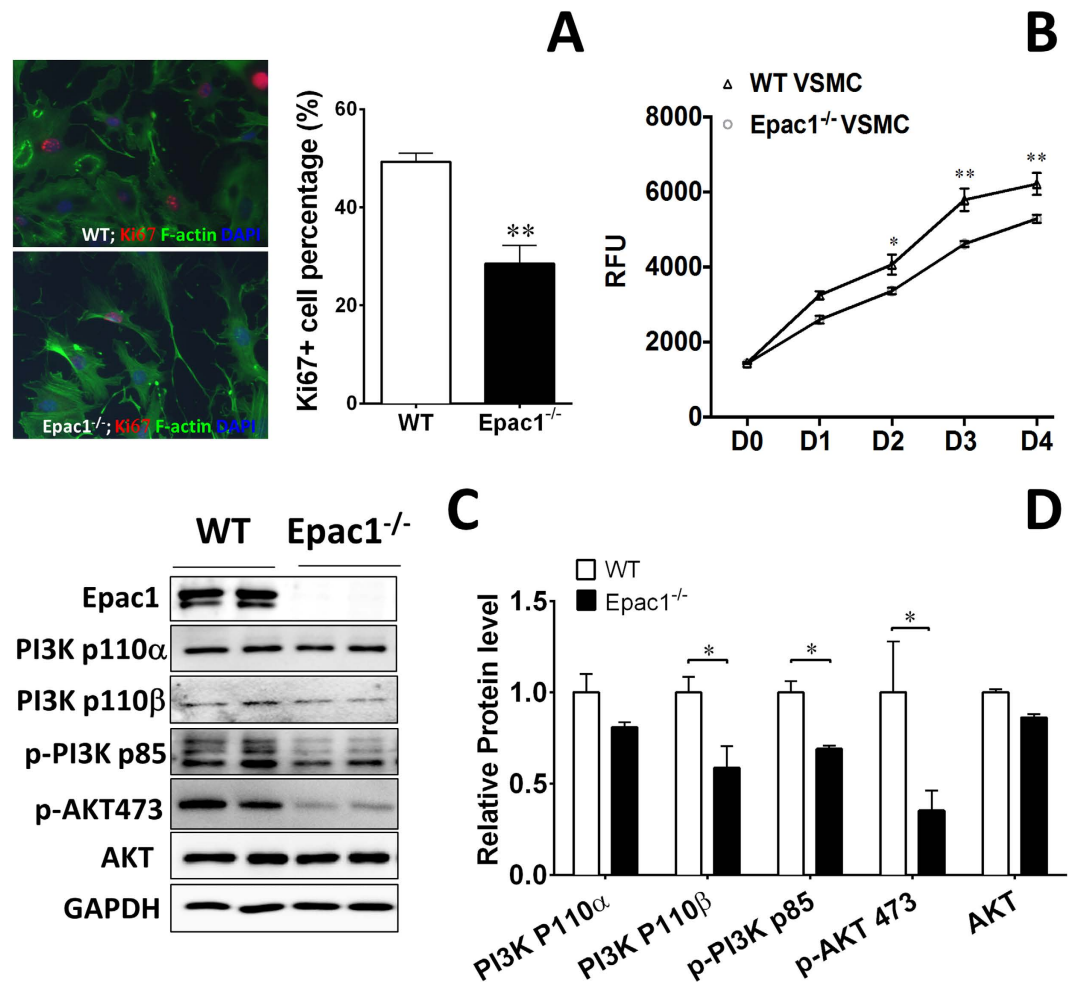 A
WT; Ki67 F-actin DAPI
Epac1-/-; Ki67 F-actin DAPI
Ki67+ cell percentage (%)
60
40
20
0
WT
Epac1-/-
**
B
WT VSMC
Epac1-/- VSMC
RFU
8000
6000
4000
2000
0
*
**
**
D0 D1 D2 D3 D4
C
WT Epac1-/-
Epac1
PI3K p110α
PI3K p110β
p-PI3K p85
p-AKT473
AKT
GAPDH
D
WT
Epac1-/-
Relative Protein level
1.5
1.0
0.5
0.0
*
*
*
PI3K P110α
PI3K P110β
p-PI3K p85
p-AKT 473
AKT